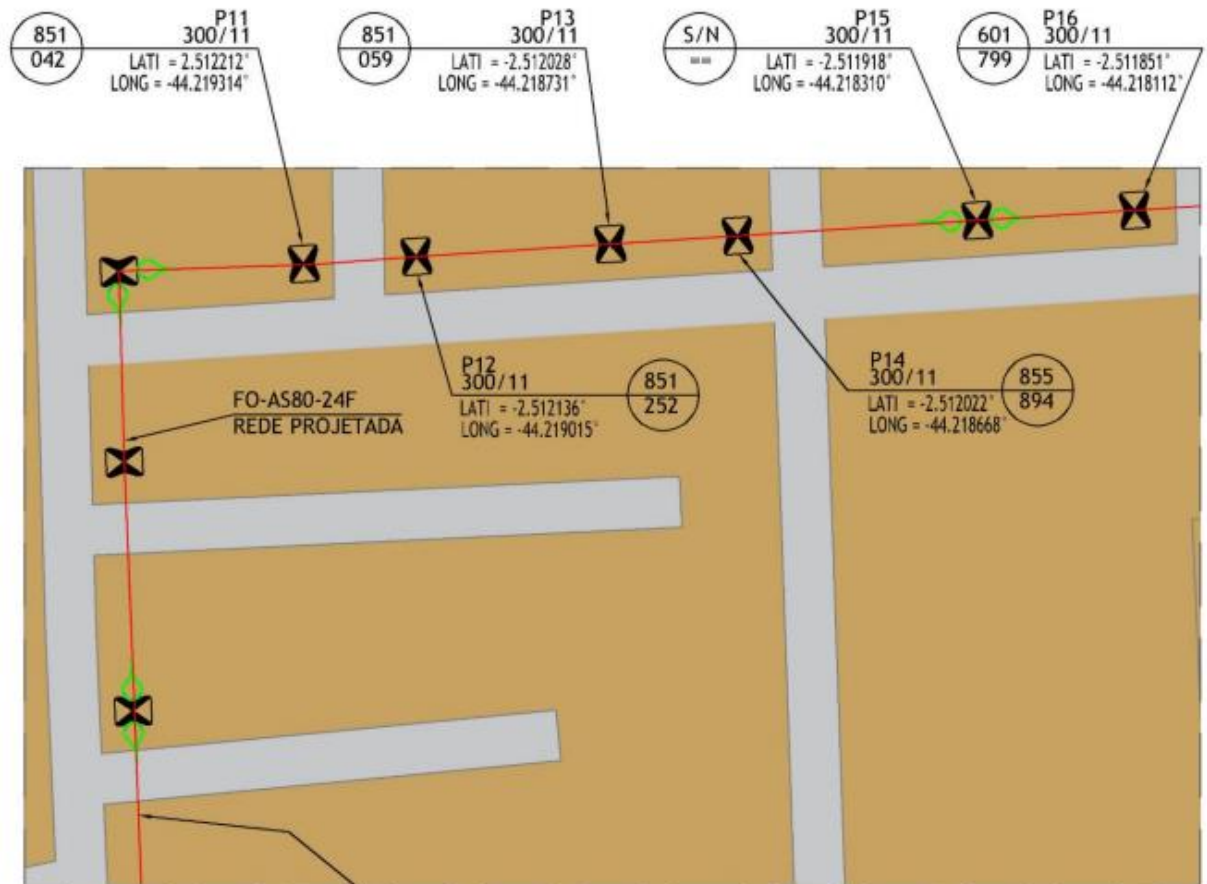 851
042
P11
300/11
LATI = 2.512212°
LONG = -44.219314°
851
059
P13
300/11
LATI = -2.512028°
LONG = -44.218731°
S/N
==
P15
300/11
LATI = -2.511918°
LONG = -44.218310°
601
799
P16
300/11
LATI = -2.511851°
LONG = -44.218112°
P12
300/11
LATI = -2.512136°
LONG = -44.219015°
851
252
P14
300/11
LATI = -2.512022°
LONG = -44.218668°
855
894
FO-AS80-24F
REDE PROJETADA